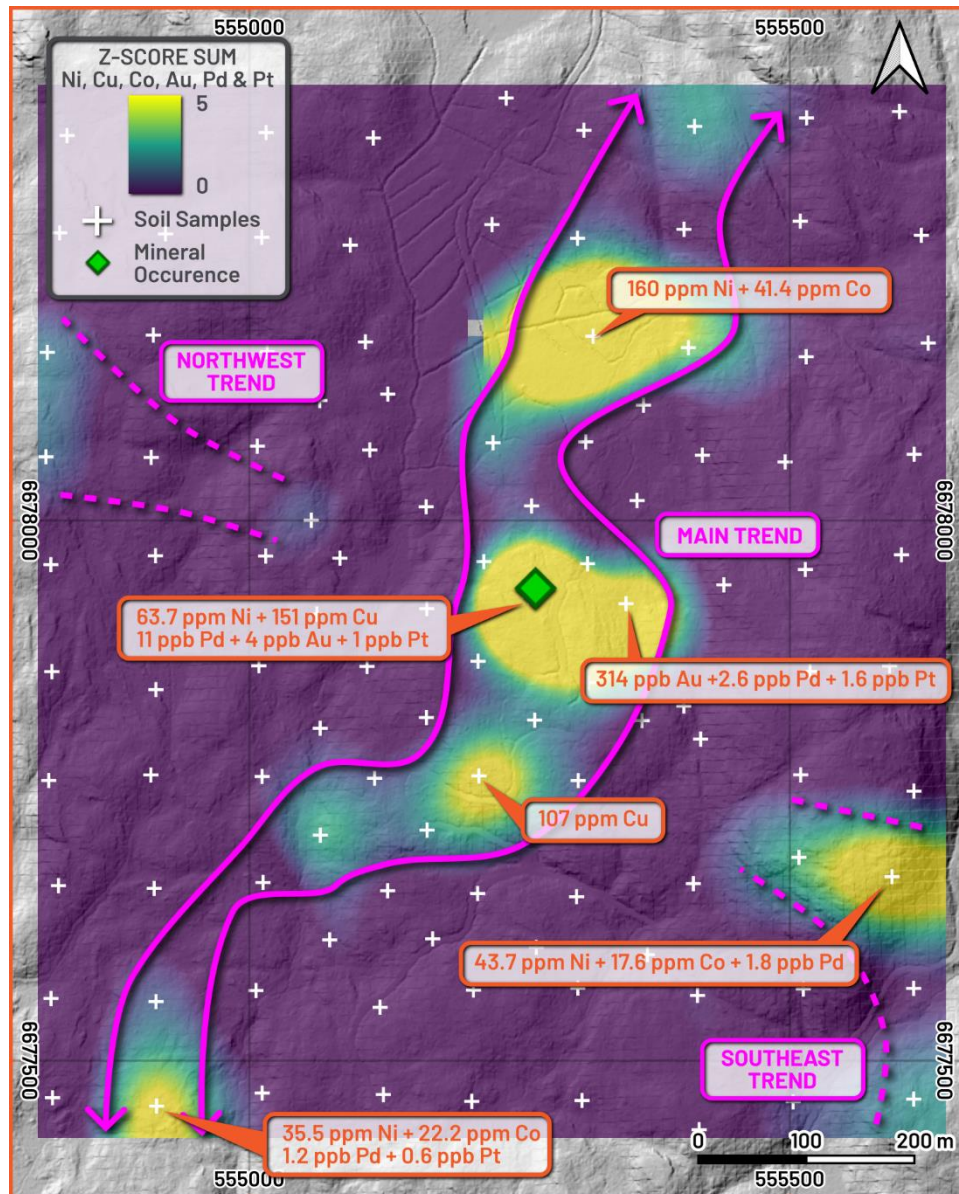 555000
555500
Z-SCORE SUM
Ni, Cu, Co, Au, Pd & Pt
5
0
Soil Samples
Mineral
Occurence
160 ppm Ni + 41.4 ppm Co
NORTHWEST
TREND
6678000
6678000
MAIN TREND
63.7 ppm Ni + 151 ppm Cu
11 ppb Pd + 4 ppb Au + 1 ppb Pt
314 ppb Au +2.6 ppb Pd + 1.6 ppb Pt
107 ppm Cu
43.7 ppm Ni + 17.6 ppm Co + 1.8 ppb Pd
6677500
6677500
SOUTHEAST
TREND
35.5 ppm Ni + 22.2 ppm Co
1.2 ppb Pd + 0.6 ppb Pt
0 100 200 m
555000
555500